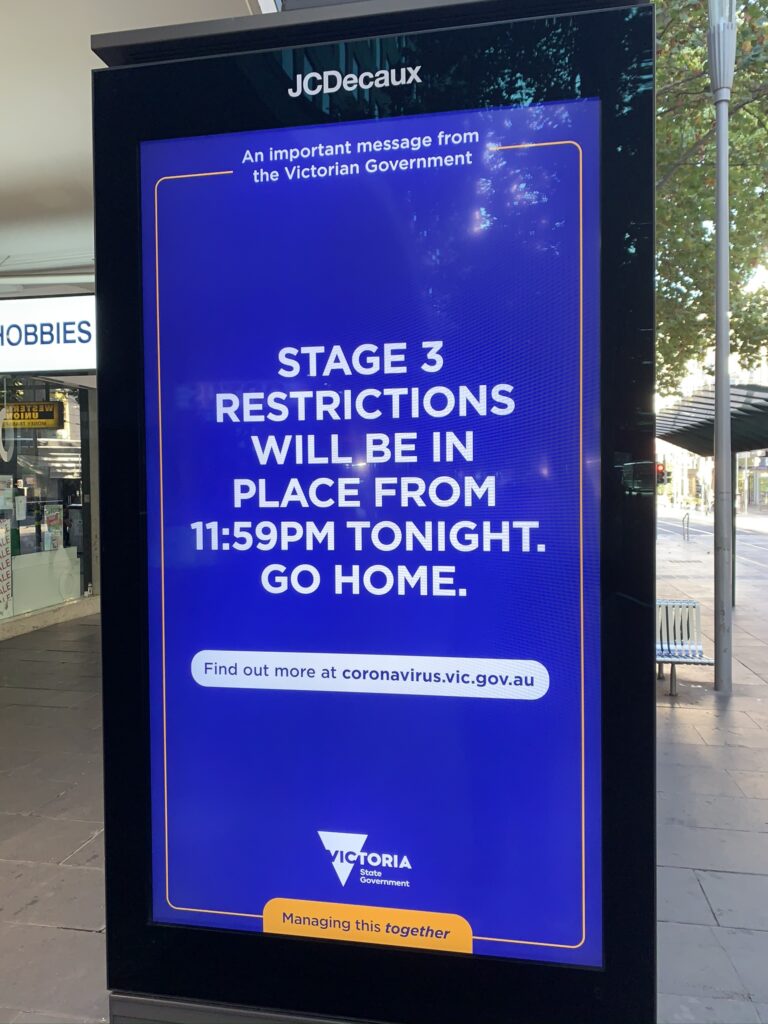 JCDecaux
An important message from
the Victorian Government
HOBBIES
STAGE 3
RESTRICTIONS
WILL BE IN
PLACE FROM
11:59PM TONIGHT.
GO HOME.
WESTERN
UNION
Find out more at coronavirus.vic.gov.au
VICTORIA
State
Government
Managing this together